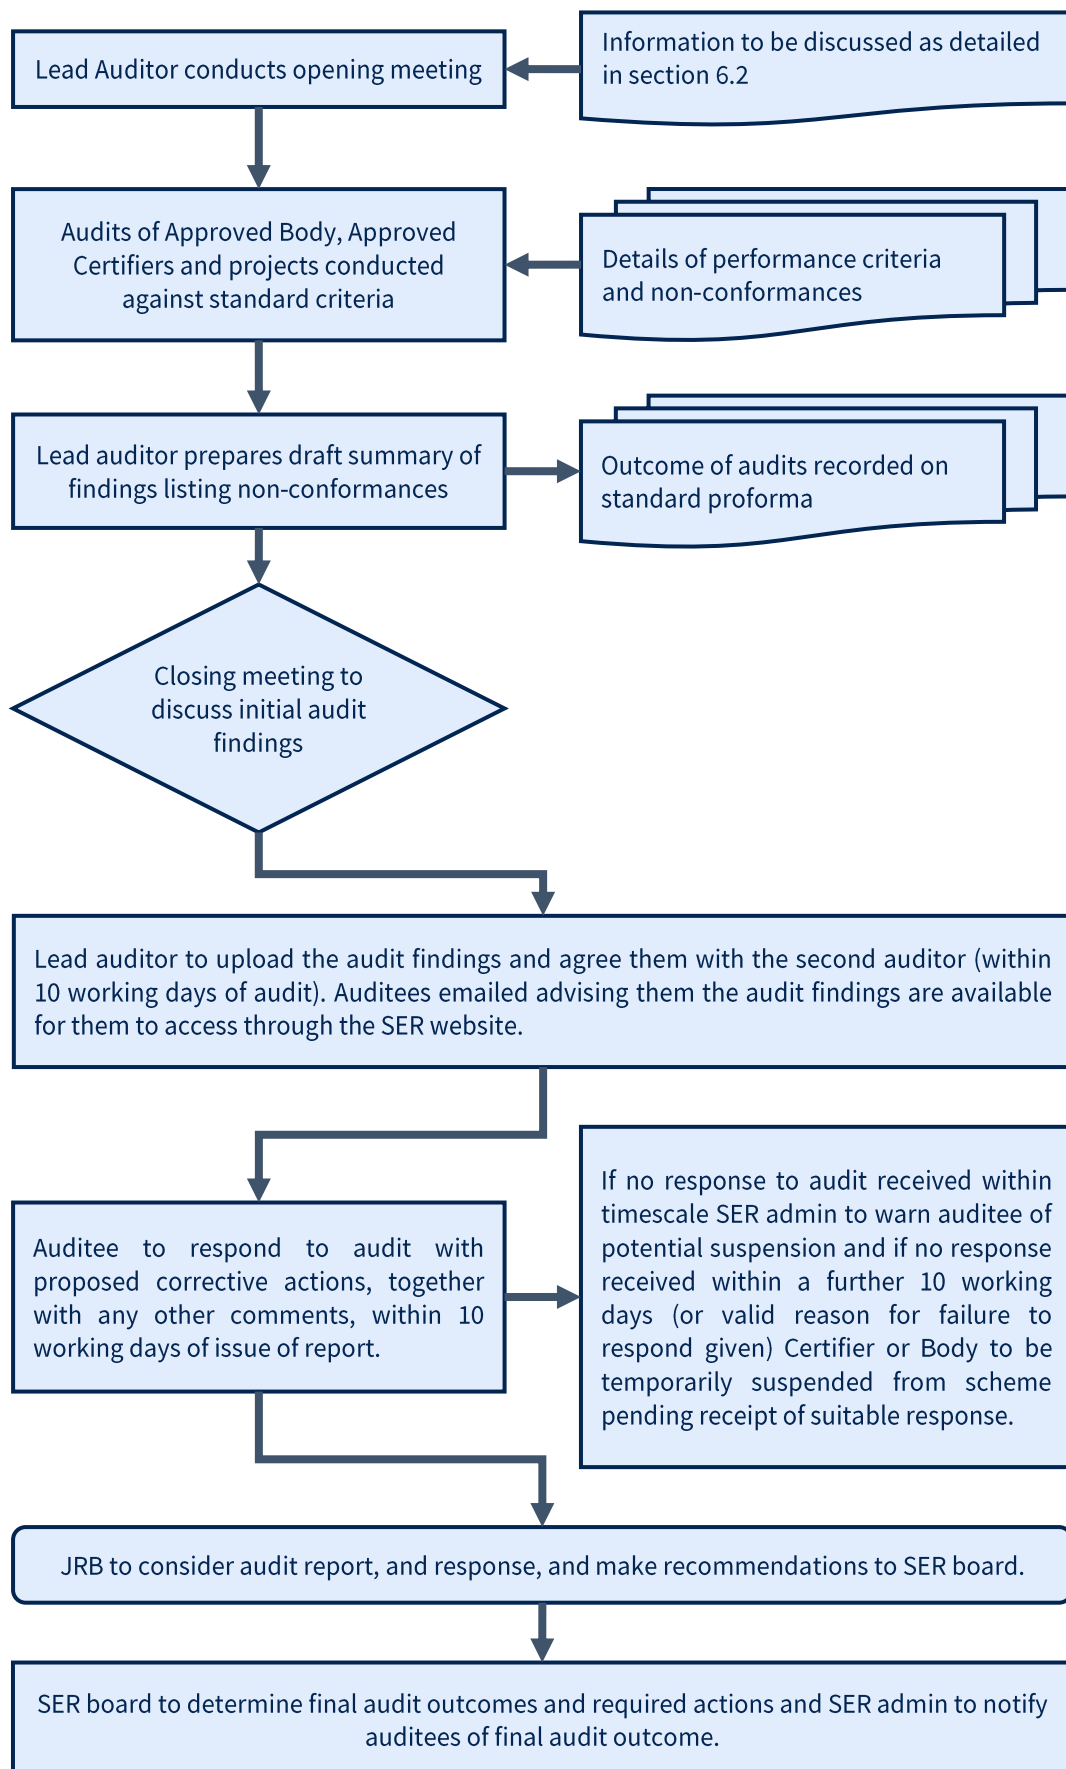 Lead Auditor conducts opening meeting
Information to be discussed as detailed
in section 6.2
Audits of Approved Body, Approved
Certifiers and projects conducted
against standard criteria
Details of performance criteria
and non-conformances
Lead auditor prepares draft summary of
findings listing non-conformances
Outcome of audits recorded on
standard proforma
Closing meeting to
discuss initial audit
findings
Lead auditor to upload the audit findings and agree them with the second auditor (within
10 working days of audit). Auditees emailed advising them the audit findings are available
for them to access through the SER website.
Auditee to respond to audit with
proposed corrective actions, together
with any other comments, within 10
working days of issue of report.
If no response to audit received within
timescale SER admin to warn auditee of
potential suspension and if no response
received within a further 10 working
days (or valid reason for failure to
respond given) Certifier or Body to be
temporarily suspended from scheme
pending receipt of suitable response.
JRB to consider audit report, and response, and make recommendations to SER board.
SER board to determine final audit outcomes and required actions and SER admin to notify
auditees of final audit outcome.